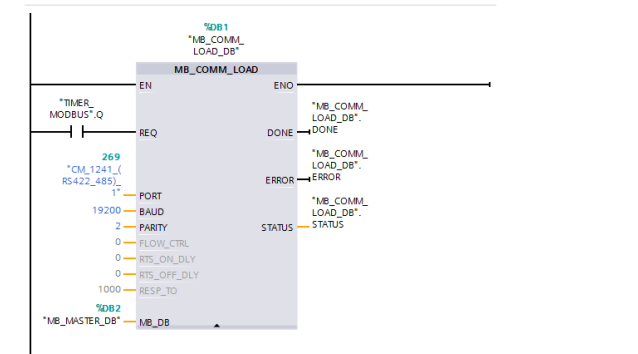 %DB1
"MB_COMM_
LOAD_DB"
MB_COMM_LOAD
EN
ENO
"TIMER_
MODBUS".Q
REQ
"MB_COMM_
LOAD_DB".
DONE
DONE
"MB_COMM_
LOAD_DB".
ERROR
ERROR
269
"CM_1241_(
RS422_485)_
1"
PORT
"MB_COMM_
LOAD_DB".
STATUS
STATUS
19200
BAUD
2
PARITY
0
FLOW_CTRL
0
RTS_ON_DLY
0
RTS_OFF_DLY
1000
RESP_TO
%DB2
"MB_MASTER_DB"
MB_DB